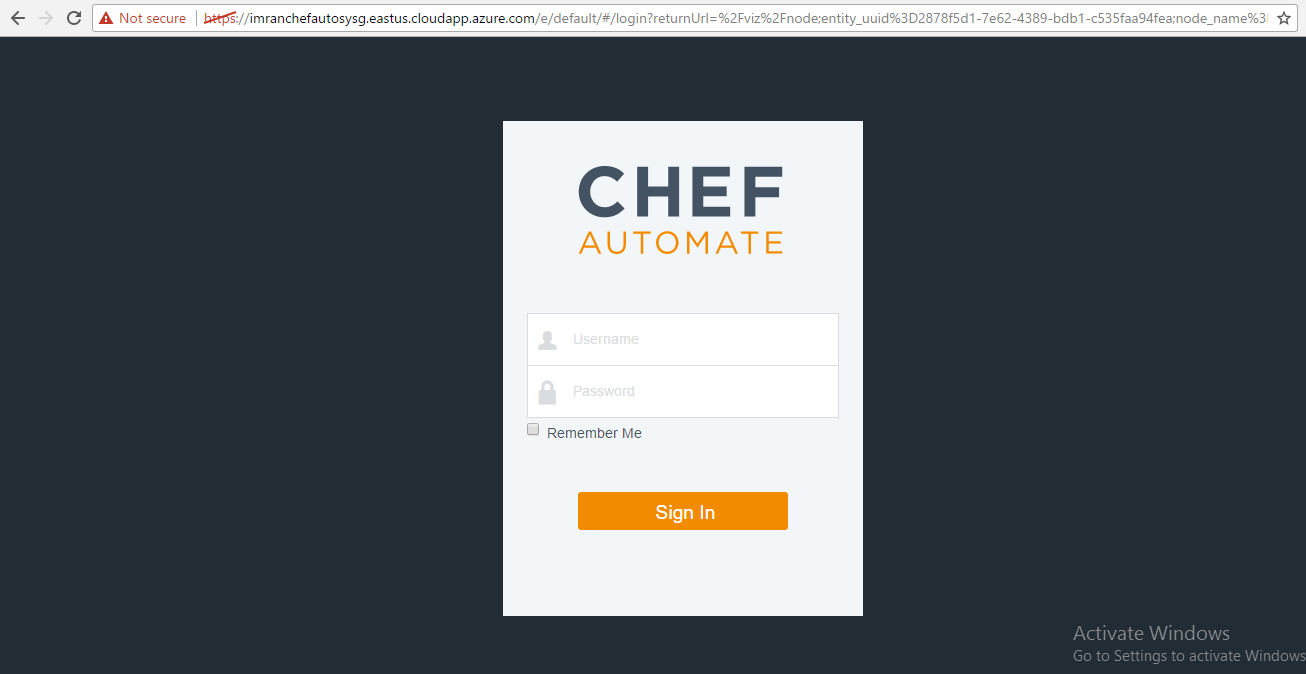 Not secure
https://imranchefautosysg.eastus.cloudapp.azure.com/e/default/#/login?returnUrl=%2Fviz%2Fnode;entity_uuid%3D2878f5d1-7e62-4389-bdb1-c535faa94fea;node_name%3
CHEF
AUTOMATE
Username
Password
Remember Me
Sign In
Activate Windows
Go to Settings to activate Windows